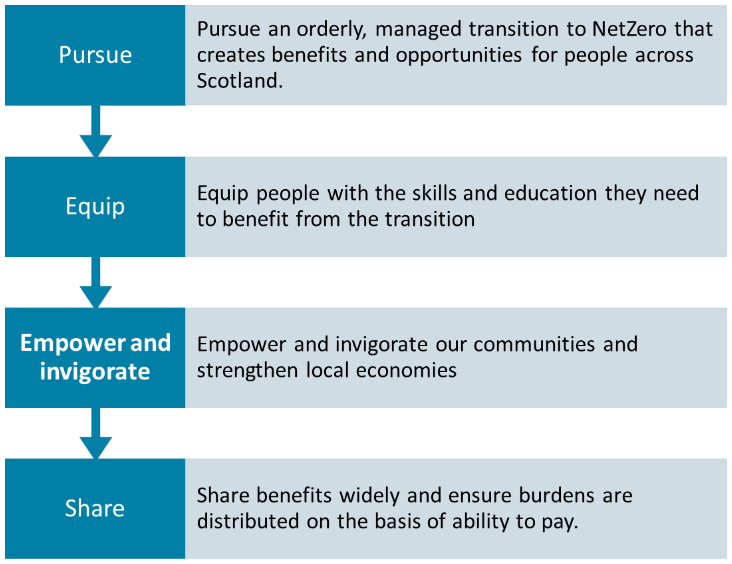 Pursue
Pursue an orderly, managed transition to NetZero that
creates benefits and opportunities for people across
Scotland.
Equip
Equip people with the skills and education they need
to benefit from the transition
Empower and
invigorate
Empower and invigorate our communities and
strengthen local economies
Share
Share benefits widely and ensure burdens are
distributed on the basis of ability to pay.